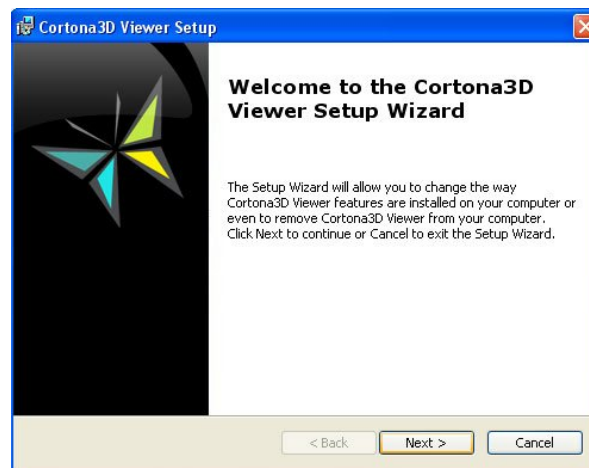 Cortona3D Viewer Setup
Welcome to the Cortona3D
Viewer Setup Wizard
The Setup Wizard will allow you to change the way
Cortona3D Viewer features are installed on your computer or
even to remove Cortona3D Viewer from your computer.
Click Next to continue or Cancel to exit the Setup Wizard.
< Back
Next >
Cancel